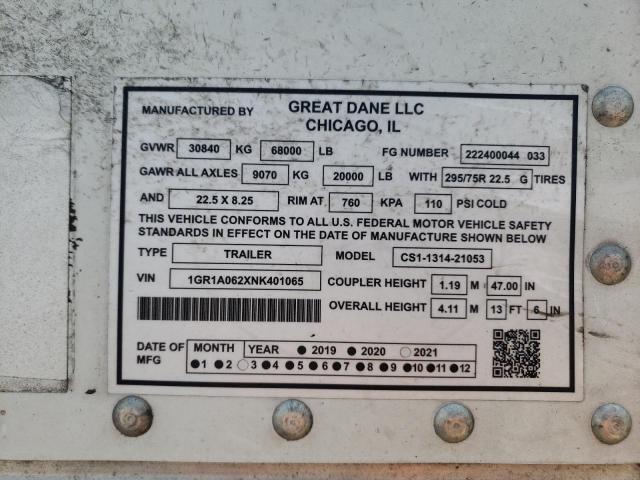 MANUFACTURED BY GREAT DANE LLC
CHICAGO, IL
GVWR 30840 KG 68000 LB FG NUMBER 222400044 033
GAWR ALL AXLES 9070 KG 20000 LB WITH 295/75R 22.5 G TIRES
AND 22.5 X 8.25 RIM AT 760 KPA 110 PSI COLD
THIS VEHICLE CONFORMS TO ALL U.S. FEDERAL MOTOR VEHICLE SAFETY
STANDARDS IN EFFECT ON THE DATE OF MANUFACTURE SHOWN BELOW
TYPE TRAILER MODEL CS1-1314-21053
VIN 1GR1A062XNK401065 COUPLER HEIGHT 1.19 M 47.00 IN
OVERALL HEIGHT 4.11 M 13 FT 6 IN
DATE OF MFG MONTH YEAR ● 2019 ● 2020 ○ 2021
●1 ●2 ○3 ●4 ●5 ●6 ●7 ●8 ●9 ●10 ●11 ●12